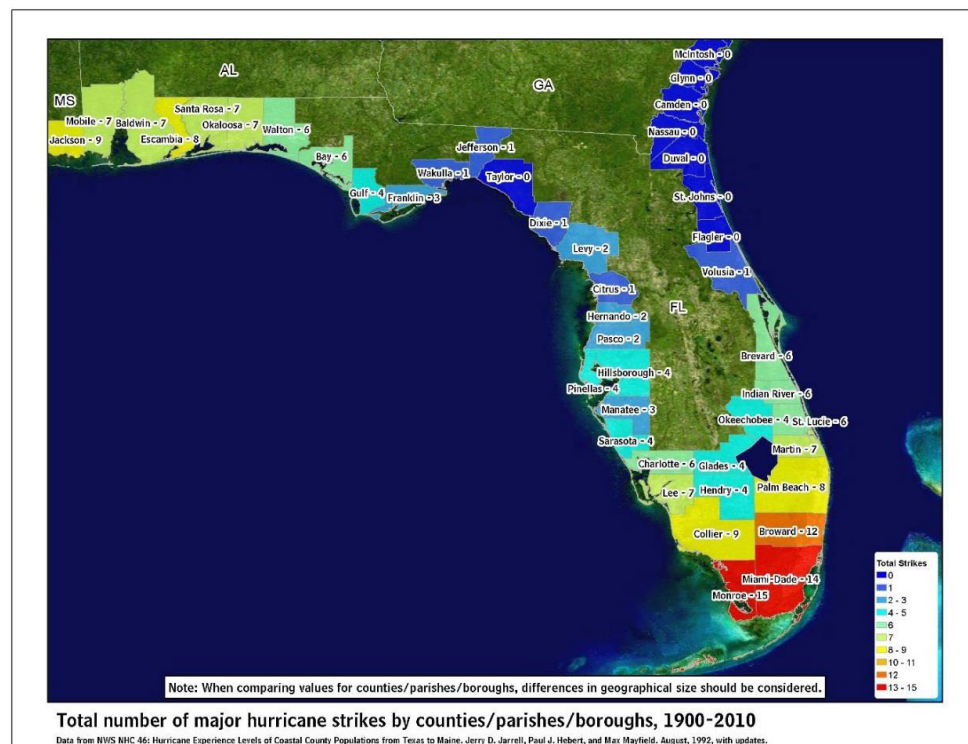 AL
GA
MS
FL
McIntosh - 0
Glynn - 0
Camden - 0
Nassau - 0
Duval - 0
St. Johns - 0
Flagler - 0
Volusia - 1
Santa Rosa - 7
Mobile - 7
Baldwin - 7
Okaloosa - 7
Walton - 6
Jackson - 9
Escambia - 8
Bay - 6
Gulf - 4
Franklin - 3
Wakulla - 1
Jefferson - 1
Taylor - 0
Dixie - 1
Levy - 2
Citrus - 1
Hernando - 2
Pasco - 2
Hillsborough - 4
Pinellas - 4
Manatee - 3
Sarasota - 4
Brevard - 6
Indian River - 6
Okeechobee - 4
St. Lucie - 6
Martin - 7
Charlotte - 6
Glades - 4
Lee - 7
Hendry - 4
Palm Beach - 8
Collier - 9
Broward - 12
Miami-Dade - 14
Monroe - 15
Total Strikes
0
1
2 - 3
4 - 5
6
7
8 - 9
10 - 11
12
13 - 15
Note: When comparing values for counties/parishes/boroughs, differences in geographical size should be considered.
Total number of major hurricane strikes by counties/parishes/boroughs, 1900-2010
Data from NWS NHC 46: Hurricane Experience Levels of Coastal County Populations from Texas to Maine. Jerry D. Jarrell, Paul J. Hebert, and Max Mayfield. August, 1992, with updates.